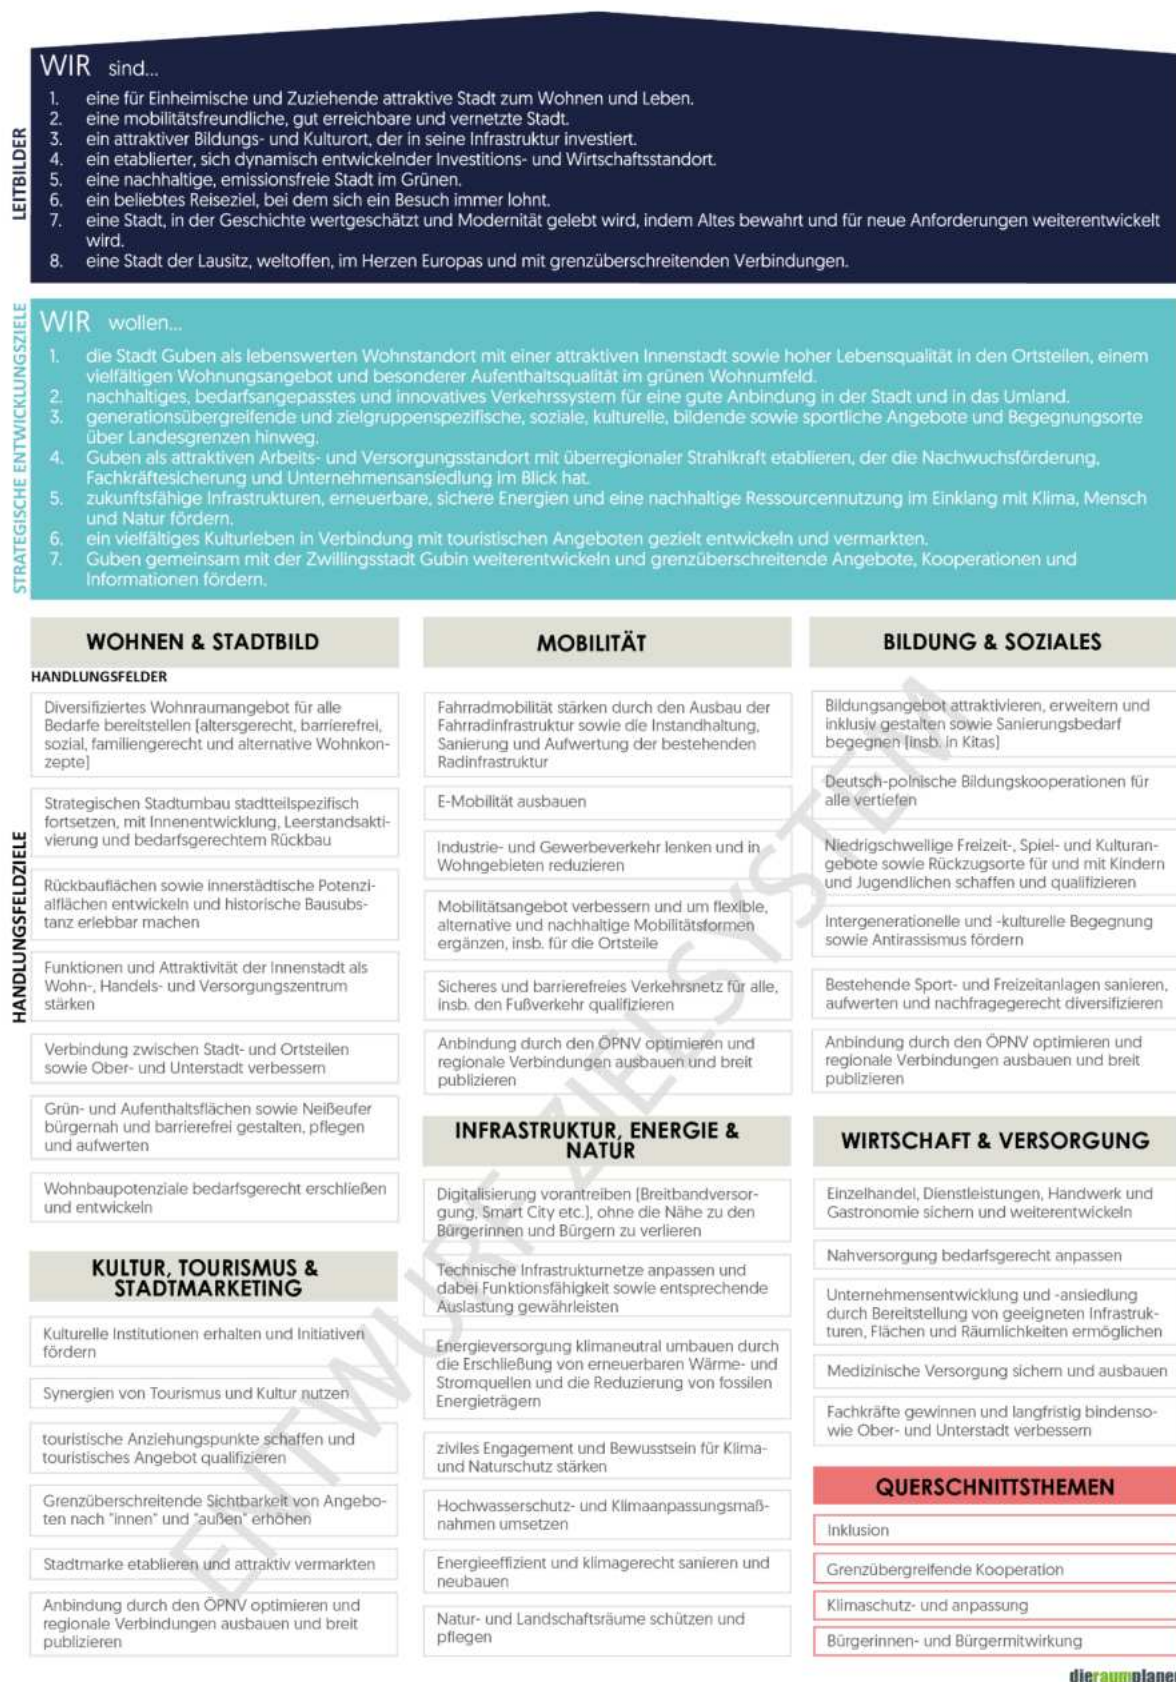 LEITBILDER
WIR sind...
1. eine für Einheimische und Zuziehende attraktive Stadt zum Wohnen und Leben.
2. eine mobilitätsfreundliche, gut erreichbare und vernetzte Stadt.
3. ein attraktiver Bildungs- und Kulturort, der in seine Infrastruktur investiert.
4. ein etablierter, sich dynamisch entwickelnder Investitions- und Wirtschaftsstandort.
5. eine nachhaltige, emissionsfreie Stadt im Grünen.
6. ein beliebtes Reiseziel, bei dem sich ein Besuch immer lohnt.
7. eine Stadt, in der Geschichte wertgeschätzt und Modernität gelebt wird, indem Altes bewahrt und für neue Anforderungen weiterentwickelt
wird.
8. eine Stadt der Lausitz, weltoffen, im Herzen Europas und mit grenzüberschreitenden Verbindungen.
STRATEGISCHE ENTWICKLUNGSZIELE
WIR wollen...
1. die Stadt Guben als lebenswerten Wohnstandort mit einer attraktiven Innenstadt sowie hoher Lebensqualität in den Ortsteilen, einem
vielfältigen Wohnungsangebot und besonderer Aufenthaltsqualität im grünen Wohnumfeld.
2. nachhaltiges, bedarfsangepasstes und innovatives Verkehrssystem für eine gute Anbindung in der Stadt und in das Umland.
3. generationsübergreifende und zielgruppenspezifische, soziale, kulturelle, bildende sowie sportliche Angebote und Begegnungsorte
über Landesgrenzen hinweg.
4. Guben als attraktiven Arbeits- und Versorgungsstandort mit überregionaler Strahlkraft etablieren, der die Nachwuchsförderung,
Fachkräftesicherung und Unternehmensansiedlung im Blick hat.
5. zukunftsfähige Infrastrukturen, erneuerbare, sichere Energien und eine nachhaltige Ressourcennutzung im Einklang mit Klima, Mensch
und Natur fördern.
6. ein vielfältiges Kulturleben in Verbindung mit touristischen Angeboten gezielt entwickeln und vermarkten.
7. Guben gemeinsam mit der Zwillingsstadt Gubin weiterentwickeln und grenzüberschreitende Angebote, Kooperationen und
Informationen fördern.
HANDLUNGSFELDZIELE
WOHNEN & STADTBILD
HANDLUNGSFELDER
Diversifiziertes Wohnraumangebot für alle
Bedarfe bereitstellen [altersgerecht, barrierefrei,
sozial, familiengerecht und alternative Wohnkon-
zepte]
Strategischen Stadtumbau stadtteilspezifisch
fortsetzen, mit Innenentwicklung, Leerstandsakti-
vierung und bedarfsgerechtem Rückbau
Rückbauflächen sowie innerstädtische Potenzi-
alflächen entwickeln und historische Bausubs-
tanz erlebbar machen
Funktionen und Attraktivität der Innenstadt als
Wohn-, Handels- und Versorgungszentrum
stärken
Verbindung zwischen Stadt- und Ortsteilen
sowie Ober- und Unterstadt verbessern
Grün- und Aufenthaltsflächen sowie Neißeufer
bürgernah und barrierefrei gestalten, pflegen
und aufwerten
Wohnbaupotenziale bedarfsgerecht erschließen
und entwickeln
KULTUR, TOURISMUS &
STADTMARKETING
Kulturelle Institutionen erhalten und Initiativen
fördern
Synergien von Tourismus und Kultur nutzen
touristische Anziehungspunkte schaffen und
touristisches Angebot qualifizieren
Grenzüberschreitende Sichtbarkeit von Angebo-
ten nach "innen" und "außen" erhöhen
Stadtmarke etablieren und attraktiv vermarkten
Anbindung durch den ÖPNV optimieren und
regionale Verbindungen ausbauen und breit
publizieren
MOBILITÄT
Fahrradmobilität stärken durch den Ausbau der
Fahrradinfrastruktur sowie die Instandhaltung,
Sanierung und Aufwertung der bestehenden
Radinfrastruktur
E-Mobilität ausbauen
Industrie- und Gewerbeverkehr lenken und in
Wohngebieten reduzieren
Mobilitätsangebot verbessern und um flexible,
alternative und nachhaltige Mobilitätsformen
ergänzen, insb. für die Ortsteile
Sicheres und barrierefreies Verkehrsnetz für alle,
insb. den Fußverkehr qualifizieren
Anbindung durch den ÖPNV optimieren und
regionale Verbindungen ausbauen und breit
publizieren
INFRASTRUKTUR, ENERGIE &
NATUR
Digitalisierung vorantreiben [Breitbandversor-
gung, Smart City etc.], ohne die Nähe zu den
Bürgerinnen und Bürgern zu verlieren
Technische Infrastrukturnetze anpassen und
dabei Funktionsfähigkeit sowie entsprechende
Auslastung gewährleisten
Energieversorgung klimaneutral umbauen durch
die Erschließung von erneuerbaren Wärme- und
Stromquellen und die Reduzierung von fossilen
Energieträgern
ziviles Engagement und Bewusstsein für Klima-
und Naturschutz stärken
Hochwasserschutz- und Klimaanpassungsmaß-
nahmen umsetzen
Energieeffizient und klimagerecht sanieren und
neubauen
Natur- und Landschaftsräume schützen und
pflegen
BILDUNG & SOZIALES
Bildungsangebot attraktivieren, erweitern und
inklusiv gestalten sowie Sanierungsbedarf
begegnen [insb. in Kitas]
Deutsch-polnische Bildungskooperationen für
alle vertiefen
Niedrigschwellige Freizeit-, Spiel- und Kulturan-
gebote sowie Rückzugsorte für und mit Kindern
und Jugendlichen schaffen und qualifizieren
Intergenerationelle und -kulturelle Begegnung
sowie Antirassismus fördern
Bestehende Sport- und Freizeitanlagen sanieren,
aufwerten und nachfragegerecht diversifizieren
Anbindung durch den ÖPNV optimieren und
regionale Verbindungen ausbauen und breit
publizieren
WIRTSCHAFT & VERSORGUNG
Einzelhandel, Dienstleistungen, Handwerk und
Gastronomie sichern und weiterentwickeln
Nahversorgung bedarfsgerecht anpassen
Unternehmensentwicklung und -ansiedlung
durch Bereitstellung von geeigneten Infrastruk-
turen, Flächen und Räumlichkeiten ermöglichen
Medizinische Versorgung sichern und ausbauen
Fachkräfte gewinnen und langfristig bindenso-
wie Ober- und Unterstadt verbessern
QUERSCHNITTSTHEMEN
Inklusion
Grenzübergreifende Kooperation
Klimaschutz- und anpassung
Bürgerinnen- und Bürgermitwirkung
ENTWURF ZIELSYSTEM
dieraumplaner